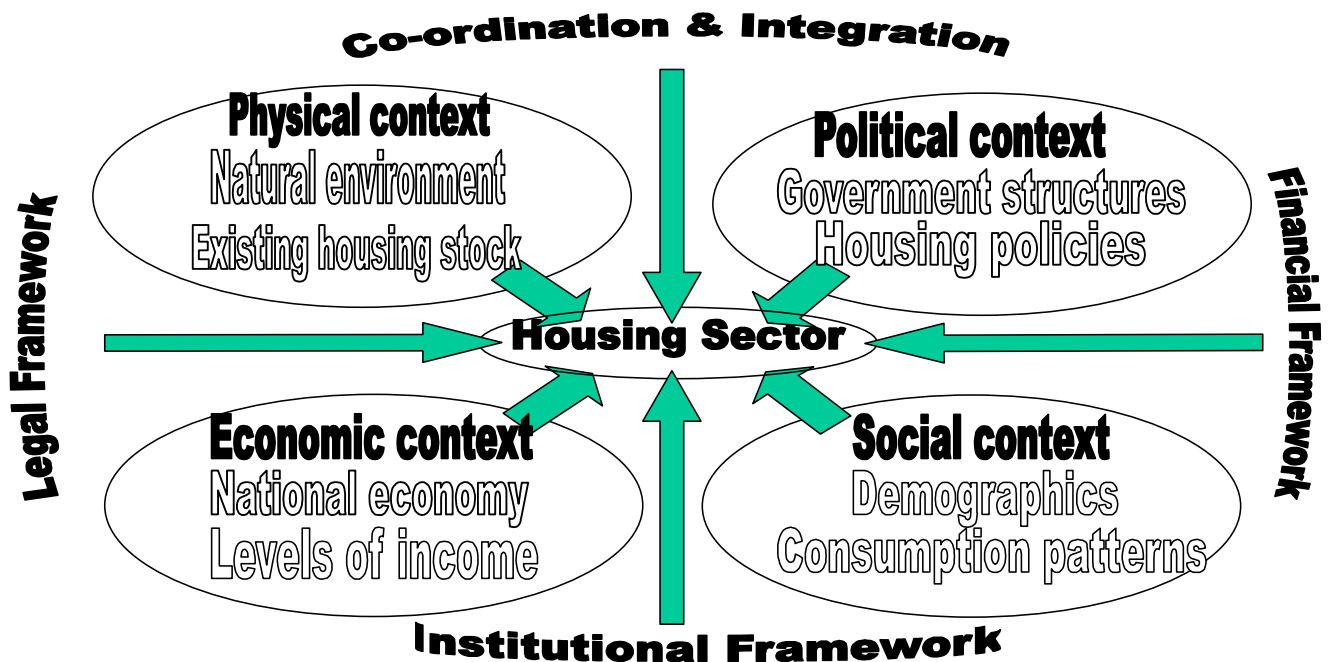 Co-ordination & Integration
Physical context
Natural environment
Existing housing stock
Political context
Government structures
Housing policies
Legal Framework
Financial Framework
Housing Sector
Economic context
National economy
Levels of income
Social context
Demographics
Consumption patterns
Institutional Framework